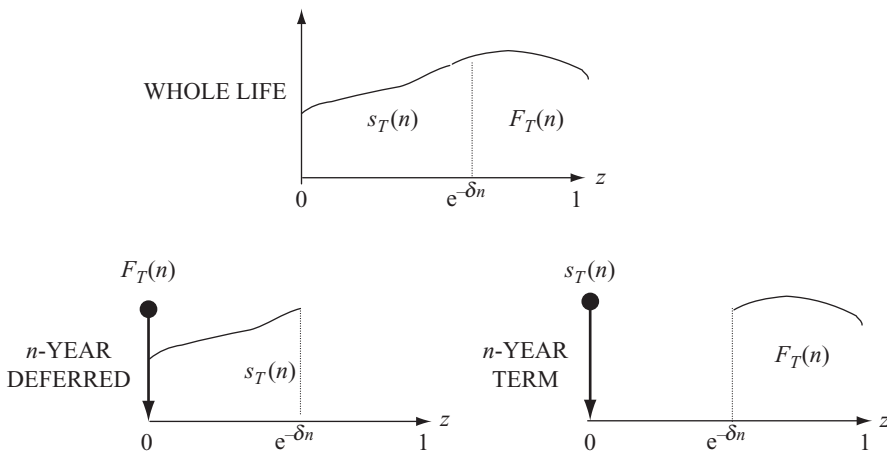 WHOLE LIFE
s_T(n)
F_T(n)
z
0
e^{–δn}
1
F_T(n)
n-YEAR
DEFERRED
s_T(n)
z
0
e^{–δn}
1
s_T(n)
n-YEAR
TERM
F_T(n)
z
0
e^{–δn}
1